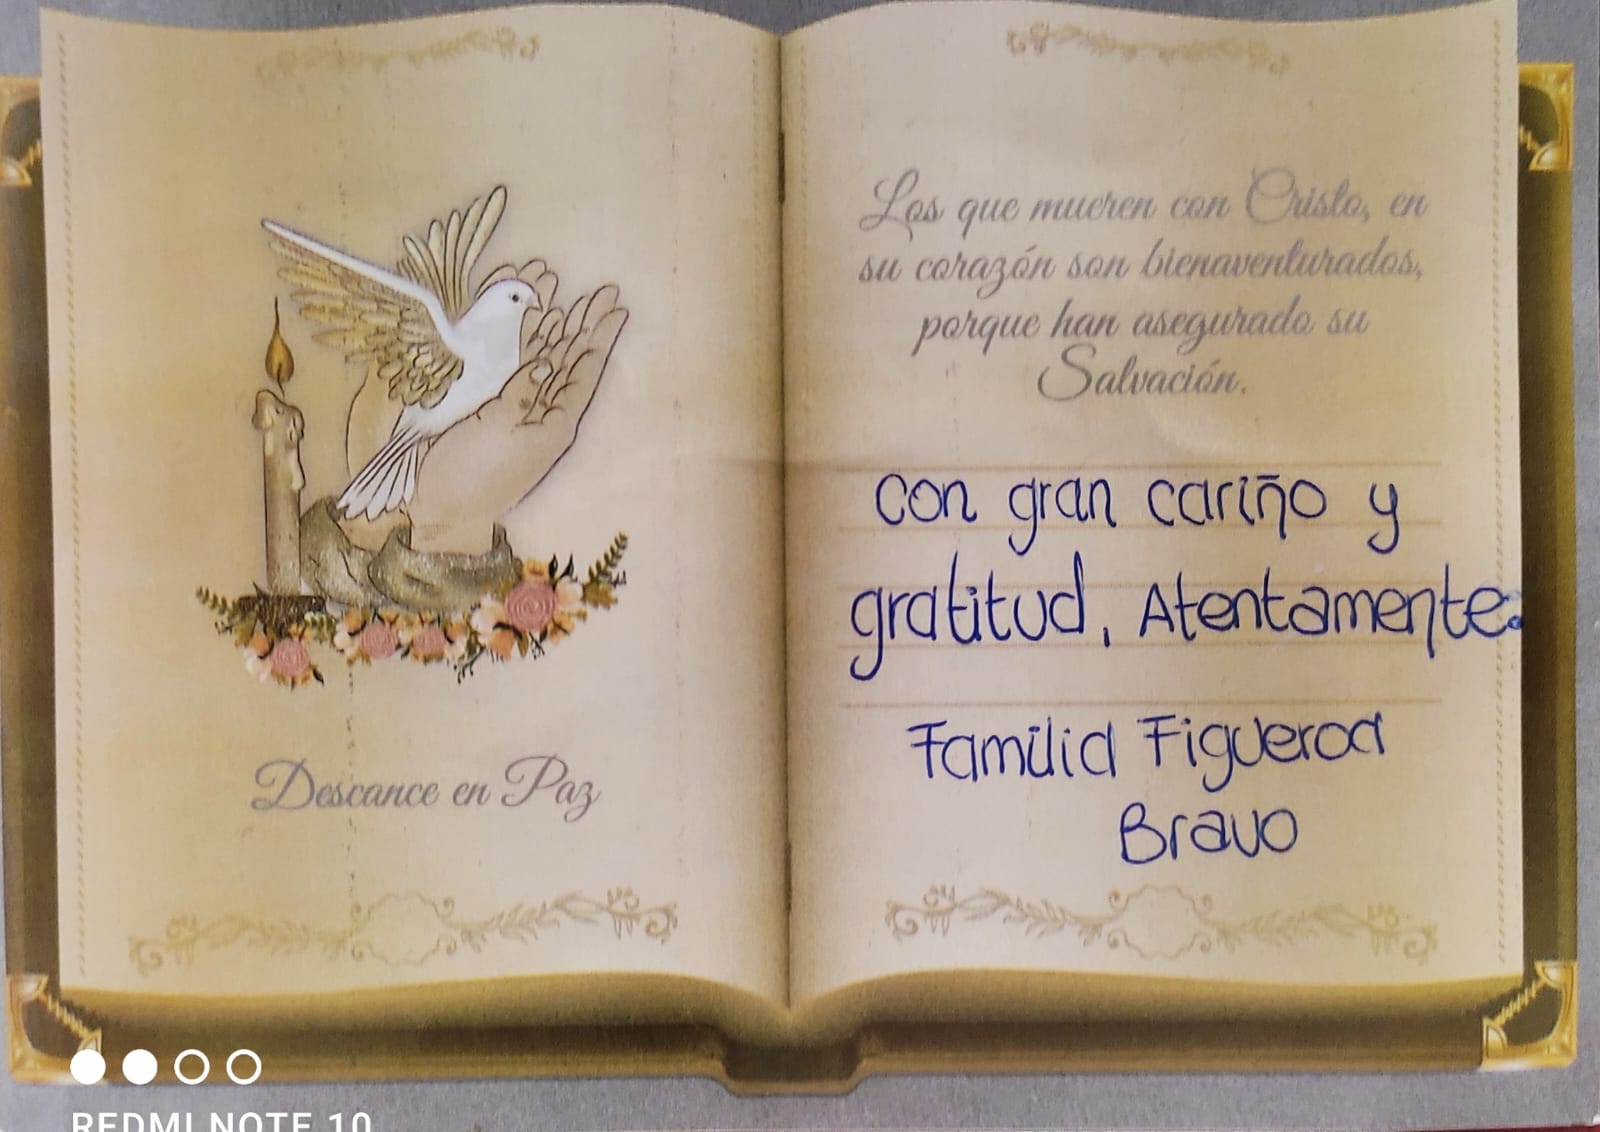 Descance en Paz
Los que mueren con Cristo, en
su corazón son bienaventurados,
porque han asegurado su
Salvación.
con gran cariño y
gratitud, Atentamente.
Familia Figueroa
Bravo
REDMI NOTE 10